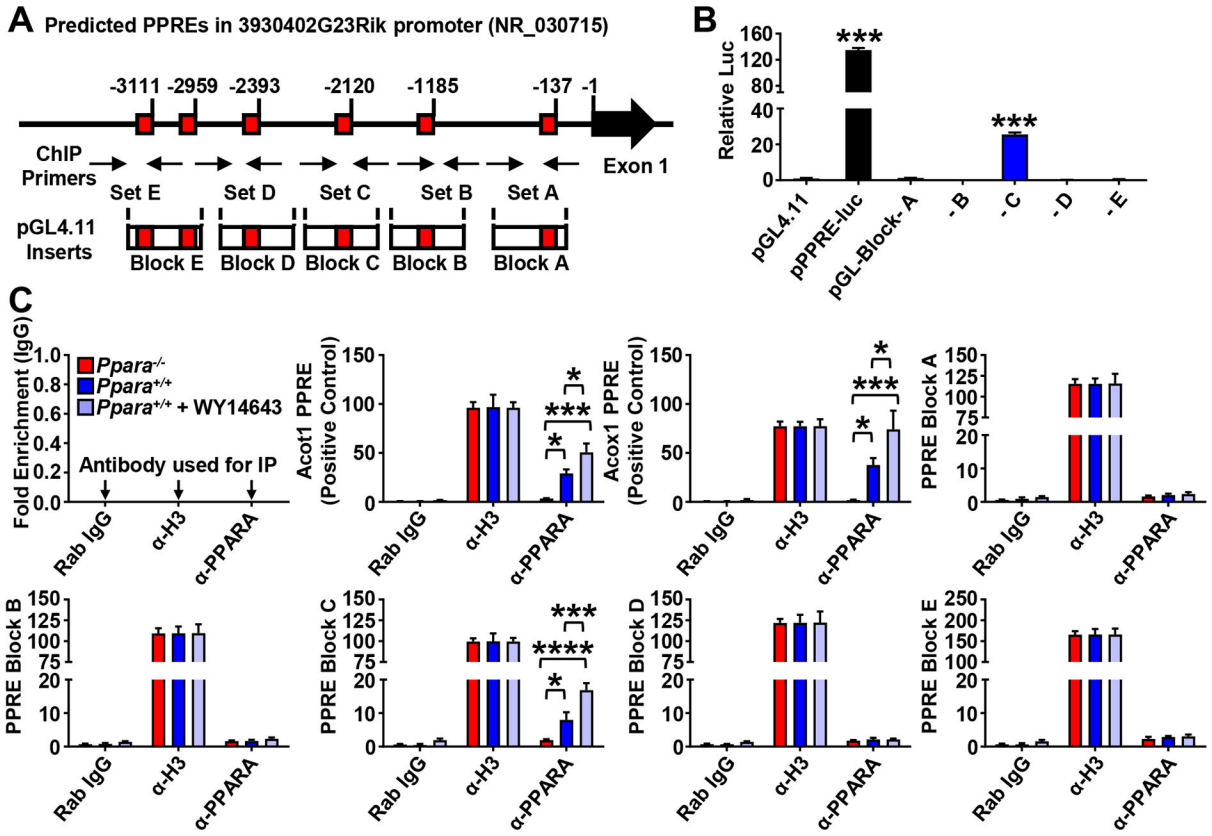 A Predicted PPREs in 3930402G23Rik promoter (NR_030715)
-3111 -2959 -2393 -2120 -1185 -137 -1
ChIP
Primers
Exon 1
Set E Set D Set C Set B Set A
pGL4.11
Inserts
Block E Block D Block C Block B Block A
B
Relative Luc
160
120
80
40
20
0
***
***
pGL4.11
pPPRE-luc
pGL-Block- A
- B
- C
- D
- E
C
Fold Enrichment (IgG)
1.0
0.8
0.6
0.4
0.2
0.0
Ppara-/-
Ppara+/+
Ppara+/+ + WY14643
Antibody used for IP
Rab IgG
α-H3
α-PPARA
Acot1 PPRE
(Positive Control)
150
100
50
0
*
***
*
Rab IgG
α-H3
α-PPARA
Acox1 PPRE
(Positive Control)
150
100
50
0
*
***
*
Rab IgG
α-H3
α-PPARA
PPRE Block A
150
125
100
75
20
10
0
Rab IgG
α-H3
α-PPARA
PPRE Block B
150
125
100
75
20
10
0
Rab IgG
α-H3
α-PPARA
PPRE Block C
150
125
100
75
20
10
0
***
****
*
Rab IgG
α-H3
α-PPARA
PPRE Block D
150
125
100
75
20
10
0
Rab IgG
α-H3
α-PPARA
PPRE Block E
250
200
150
100
20
10
0
Rab IgG
α-H3
α-PPARA